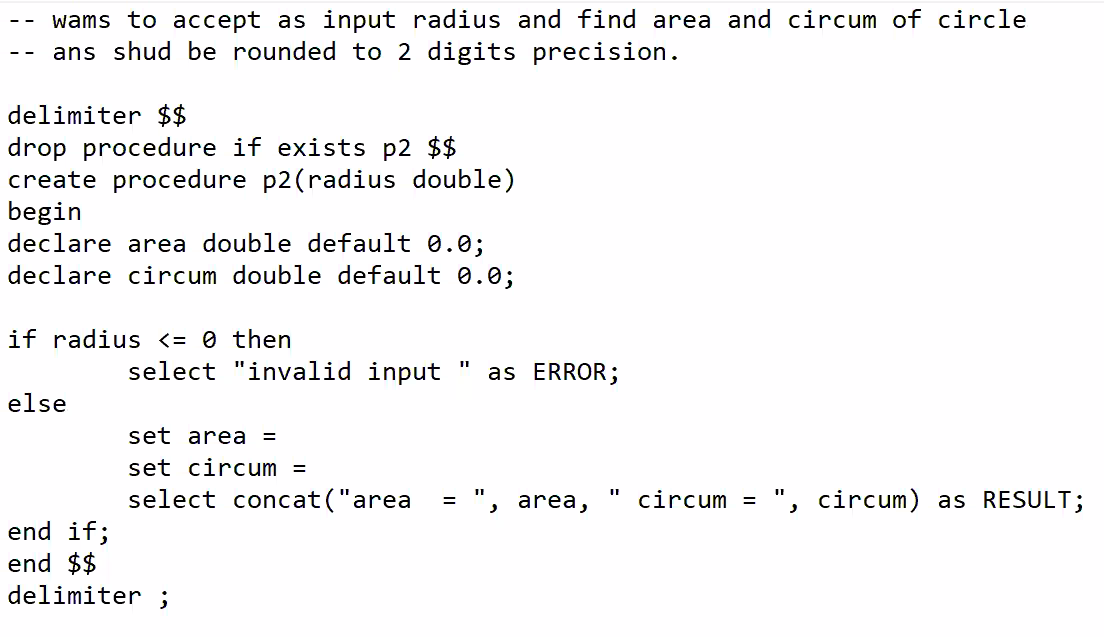 -- wams to accept as input radius and find area and circum of circle
-- ans shud be rounded to 2 digits precision.
delimiter $$
drop procedure if exists p2 $$
create procedure p2(radius double)
begin
declare area double default 0.0;
declare circum double default 0.0;
if radius <= 0 then
select "invalid input " as ERROR;
else
set area =
set circum =
select concat("area  = ", area, " circum = ", circum) as RESULT;
end if;
end $$
delimiter ;